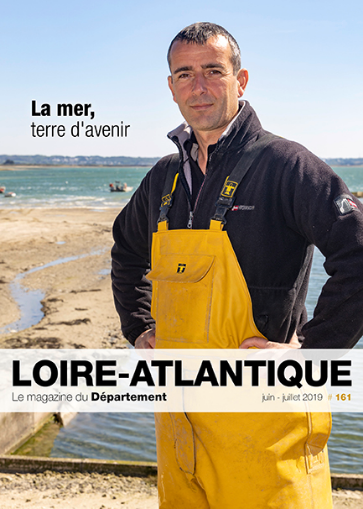 La mer,
terre d'avenir
LOIRE-ATLANTIQUE
Le magazine du Département juin - juillet 2019 # 161